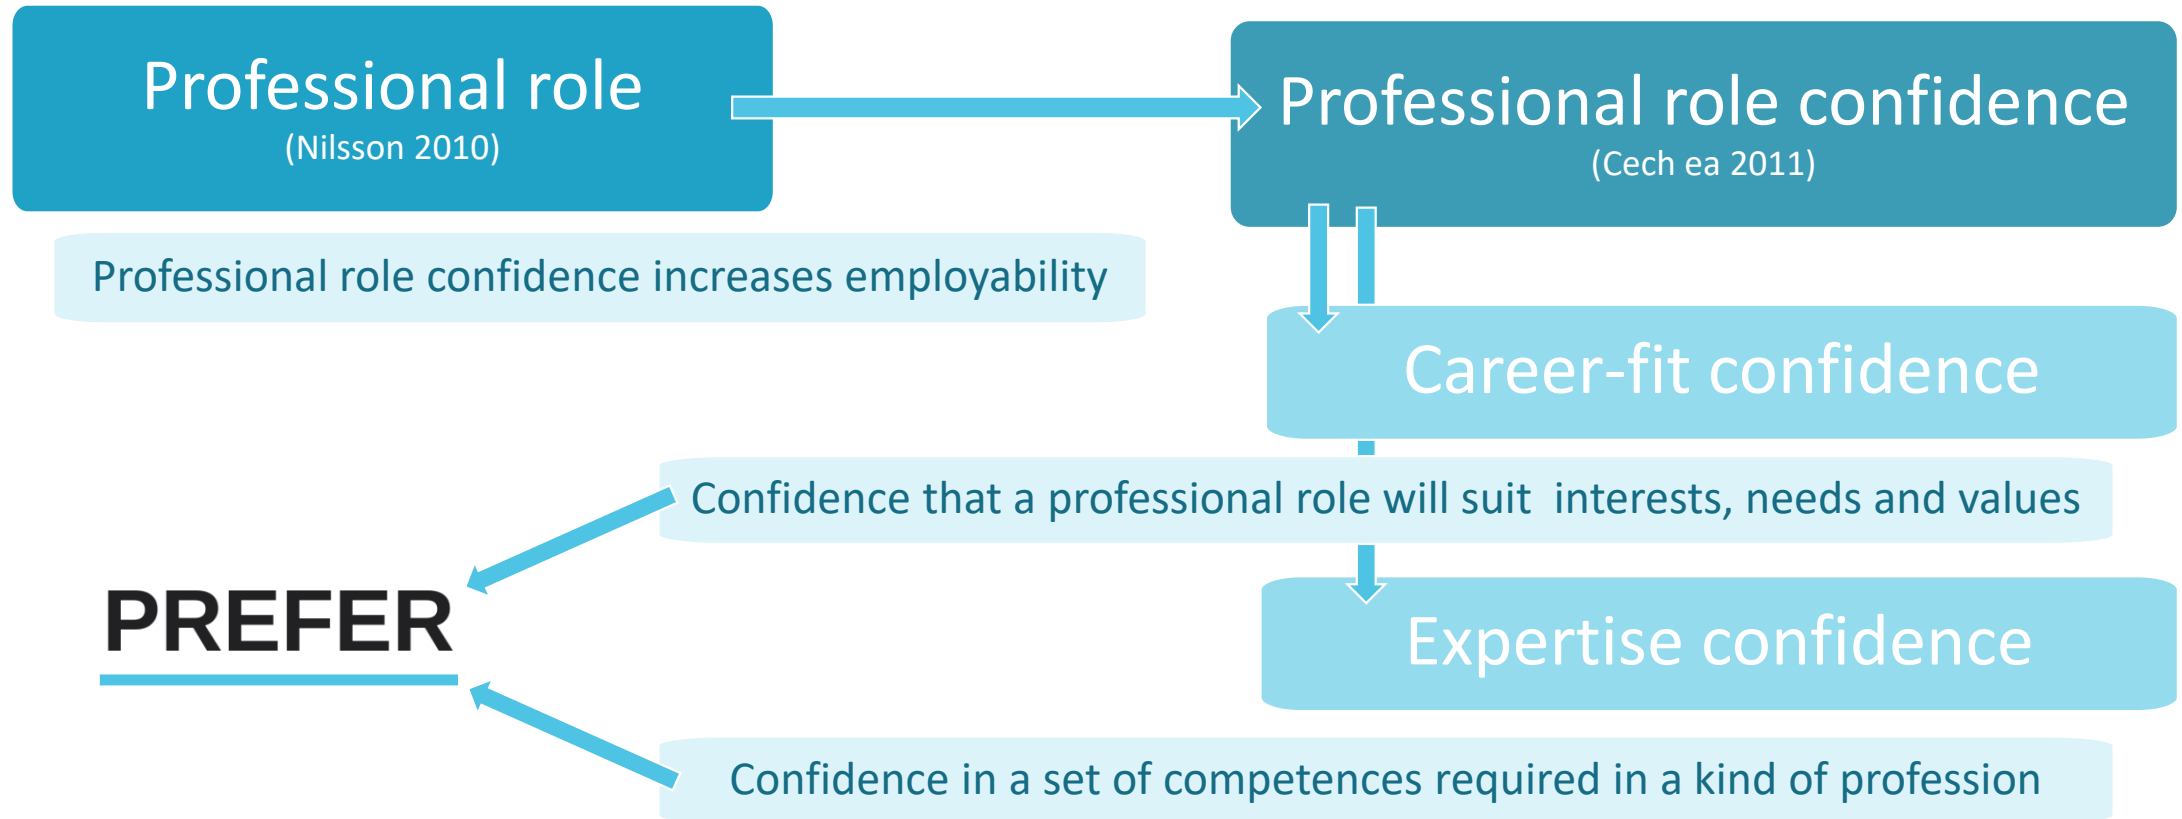 Professional role
(Nilsson 2010)
Professional role confidence
(Cech ea 2011)
Professional role confidence increases employability
Career-fit confidence
Confidence that a professional role will suit  interests, needs and values
PREFER
Expertise confidence
Confidence in a set of competences required in a kind of profession